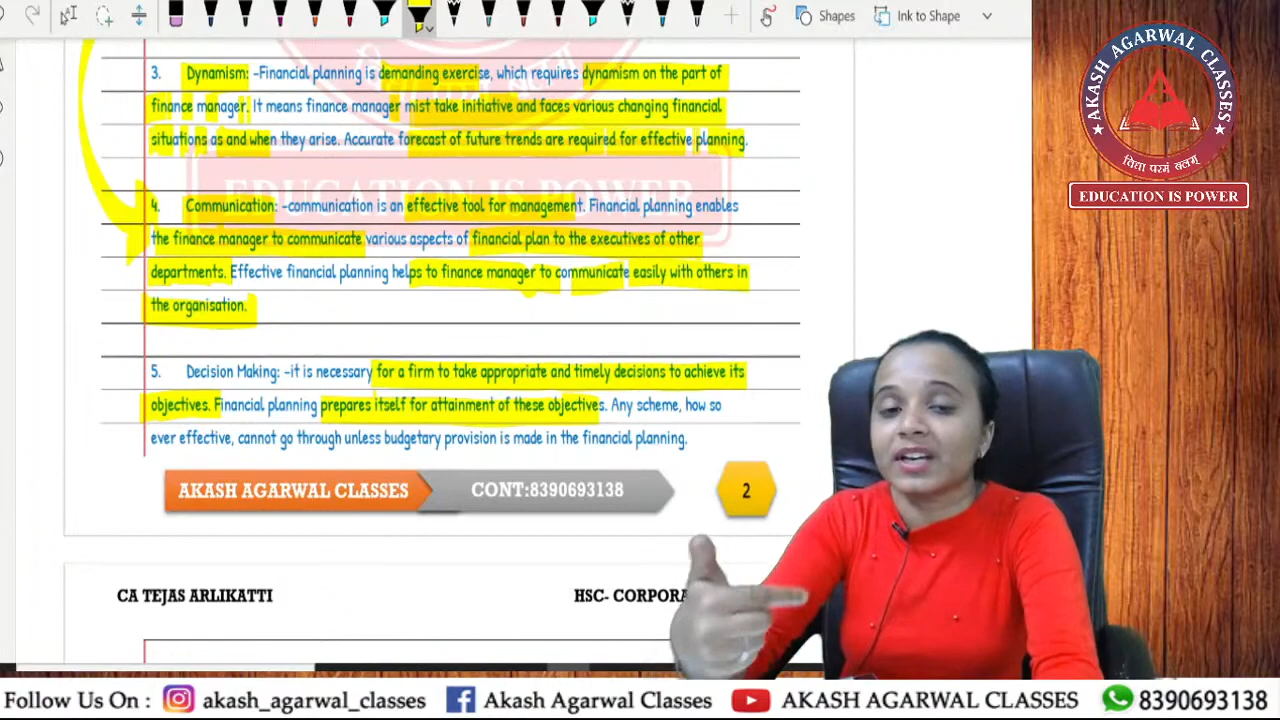 Shapes
Ink to Shape
3. Dynamism: -Financial planning is demanding exercise, which requires dynamism on the part of
finance manager. It means finance manager mist take initiative and faces various changing financial
situations as and when they arise. Accurate forecast of future trends are required for effective planning.
EDUCATION IS POWER
4. Communication: -communication is an effective tool for management. Financial planning enables
the finance manager to communicate various aspects of financial plan to the executives of other
departments. Effective financial planning helps to finance manager to communicate easily with others in
the organisation.
5. Decision Making: -it is necessary for a firm to take appropriate and timely decisions to achieve its
objectives. Financial planning prepares itself for attainment of these objectives. Any scheme, how so
ever effective, cannot go through unless budgetary provision is made in the financial planning.
AKASH AGARWAL CLASSES CONT:8390693138 2
CA TEJAS ARLIKATTI HSC- CORPORA
AKASH AGARWAL CLASSES
विद्या परमं बलम्
EDUCATION IS POWER
Follow Us On : akash_agarwal_classes Akash Agarwal Classes AKASH AGARWAL CLASSES 8390693138